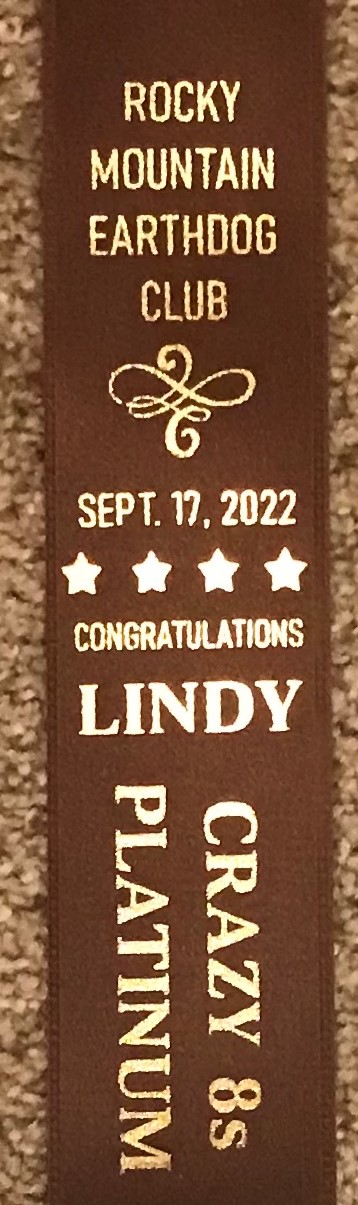 ROCKY
MOUNTAIN
EARTHDOG
CLUB
SEPT. 17, 2022
CONGRATULATIONS
LINDY
CRAZY 8s
PLATINUM